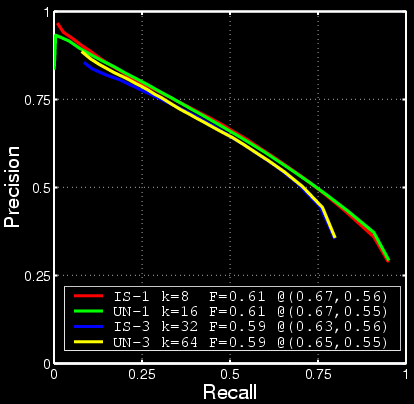 1
0.75
0.5
0.25
0
Precision
IS-1 k=8 F=0.61 @(0.67,0.56)
UN-1 k=16 F=0.61 @(0.67,0.55)
IS-3 k=32 F=0.59 @(0.63,0.56)
UN-3 k=64 F=0.59 @(0.65,0.55)
0 0.25 0.5 0.75 1
Recall